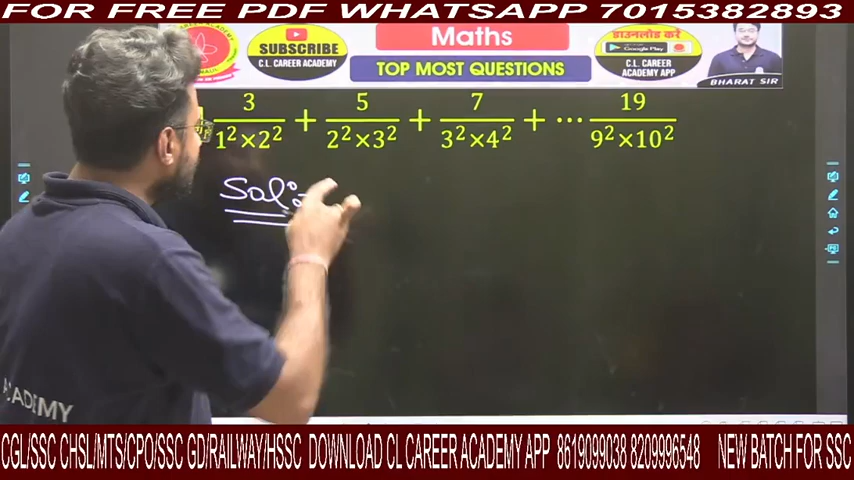 FOR FREE PDF WHATSAPP 7015382893
SUBSCRIBE
C.L. CAREER ACADEMY
Maths
TOP MOST QUESTIONS
डाउनलोड करें
Google Play
C.L. CAREER
ACADEMY APP
BHARAT SIR
3/(1²×2²) + 5/(2²×3²) + 7/(3²×4²) + ⋯ 19/(9²×10²)
Sol:-
ACADEMY
CGL/SSC CHSL/MTS/CPO/SSC GD/RAILWAY/HSSC DOWNLOAD CL CAREER ACADEMY APP 8619099038 8209996548 NEW BATCH FOR SSC